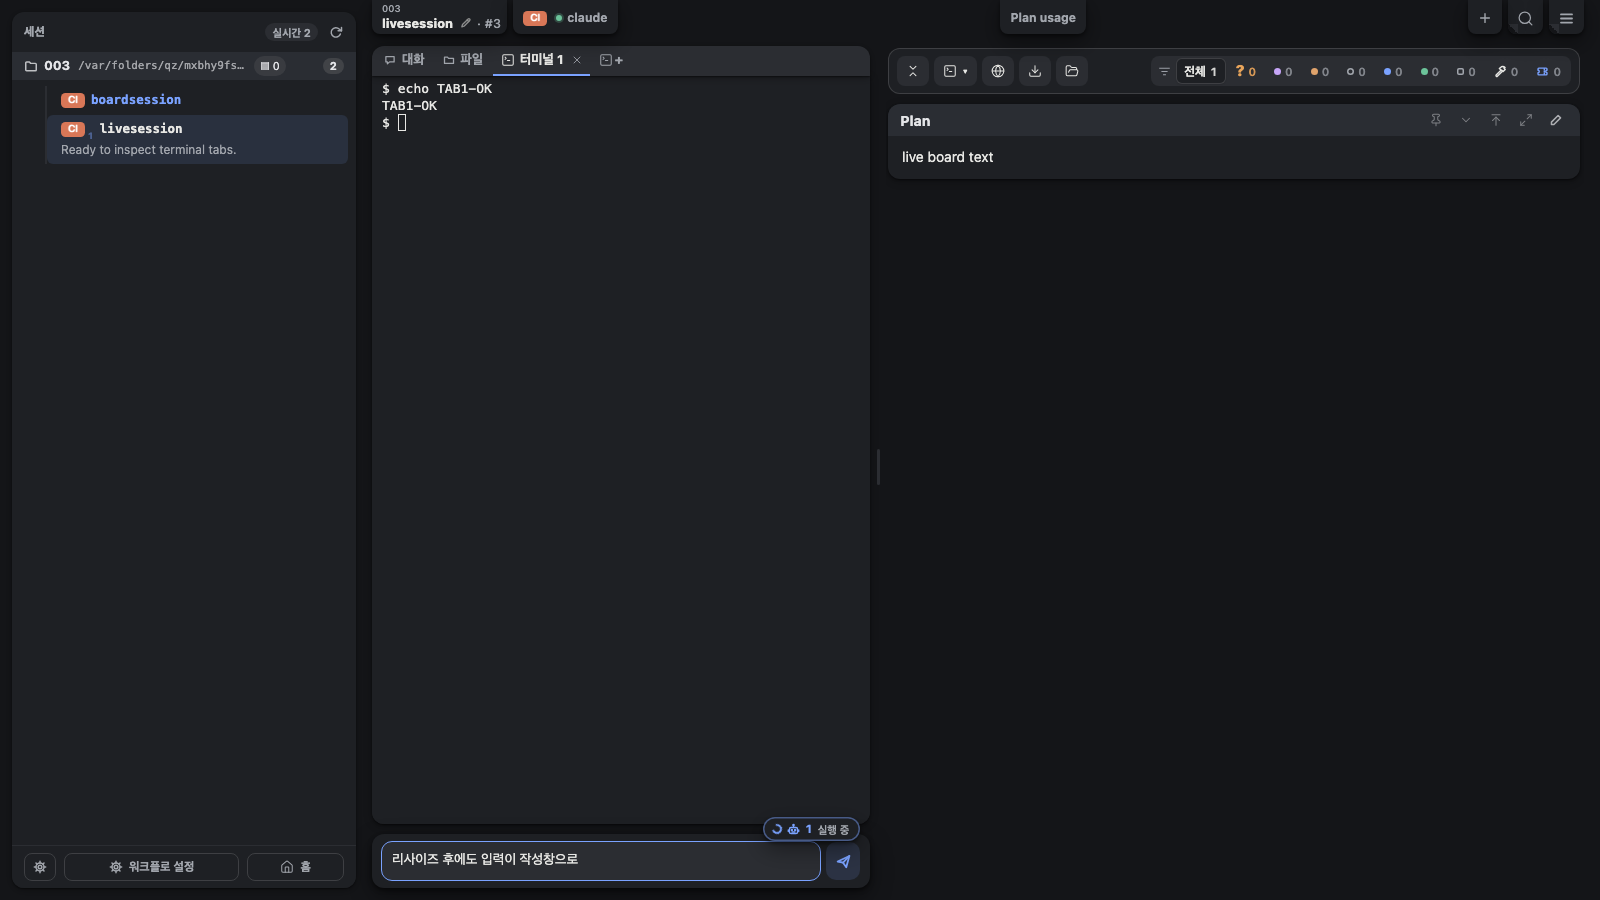 세션
실시간 2
003 /var/folders/qz/mxbhy9fs… 0 2
Cl boardsession
Cl 1 livesession
Ready to inspect terminal tabs.
워크플로 설정
홈
003
livesession · #3
Cl claude
Plan usage
대화 파일 터미널 1
$ echo TAB1-OK
TAB1-OK
$
1 실행 중
리사이즈 후에도 입력이 작성창으로
전체 1 ? 0 0 0 0 0 0 0 0 0
Plan
live board text